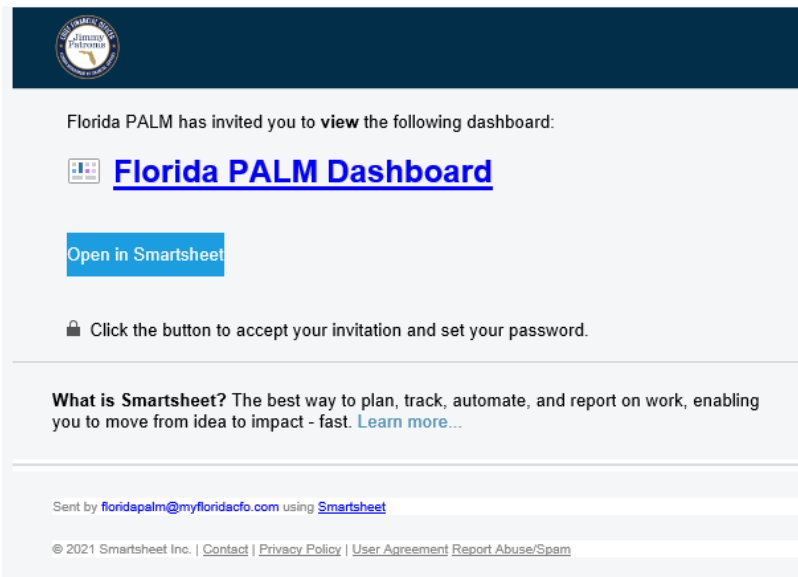 CHIEF FINANCIAL OFFICER
Jimmy
Patronis
Florida PALM has invited you to view the following dashboard:
Florida PALM Dashboard
Open in Smartsheet
Click the button to accept your invitation and set your password.
What is Smartsheet? The best way to plan, track, automate, and report on work, enabling
you to move from idea to impact - fast. Learn more...
Sent by floridapalm@myfloridacfo.com using Smartsheet
© 2021 Smartsheet Inc. | Contact | Privacy Policy | User Agreement Report Abuse/Spam